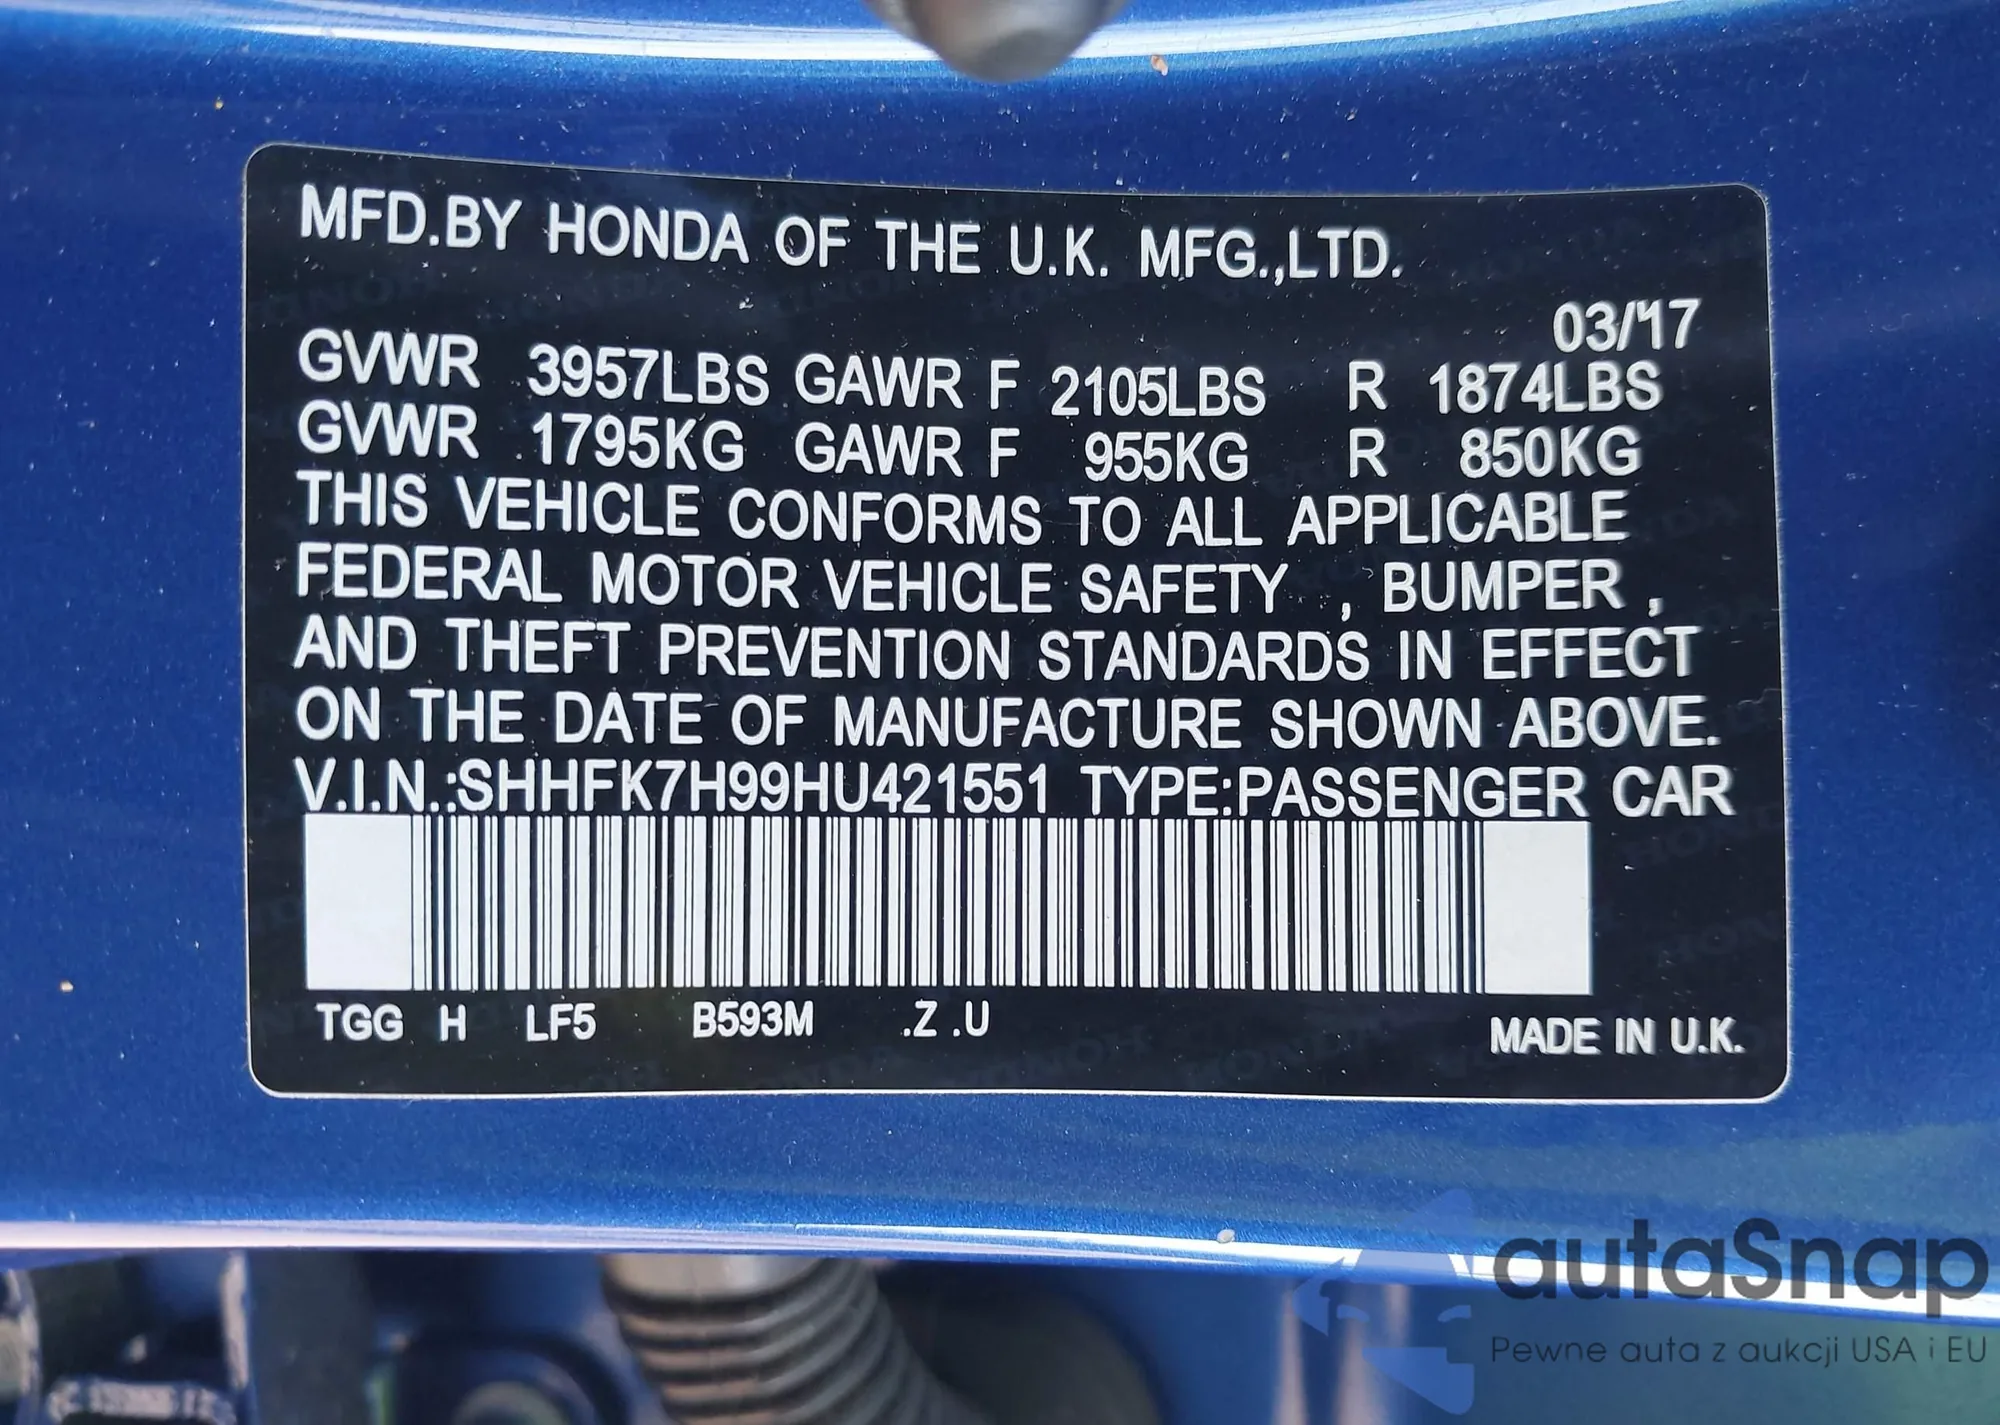 MFD.BY HONDA OF THE U.K. MFG.,LTD.
03/17
GVWR 3957LBS GAWR F 2105LBS R 1874LBS
GVWR 1795KG GAWR F 955KG R 850KG
THIS VEHICLE CONFORMS TO ALL APPLICABLE
FEDERAL MOTOR VEHICLE SAFETY , BUMPER ,
AND THEFT PREVENTION STANDARDS IN EFFECT
ON THE DATE OF MANUFACTURE SHOWN ABOVE.
V.I.N.:SHHFK7H99HU421551 TYPE:PASSENGER CAR
TGG H LF5 B593M .Z .U
MADE IN U.K.
autaSnap
Pewne auta z aukcji USA i EU